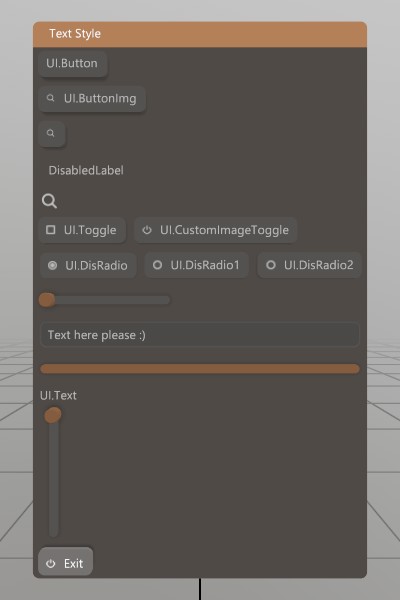 Text Style
UI.Button
UI.ButtonImg
DisabledLabel
UI.Toggle UI.CustomImageToggle
UI.DisRadio UI.DisRadio1 UI.DisRadio2
Text here please :)
UI.Text
Exit